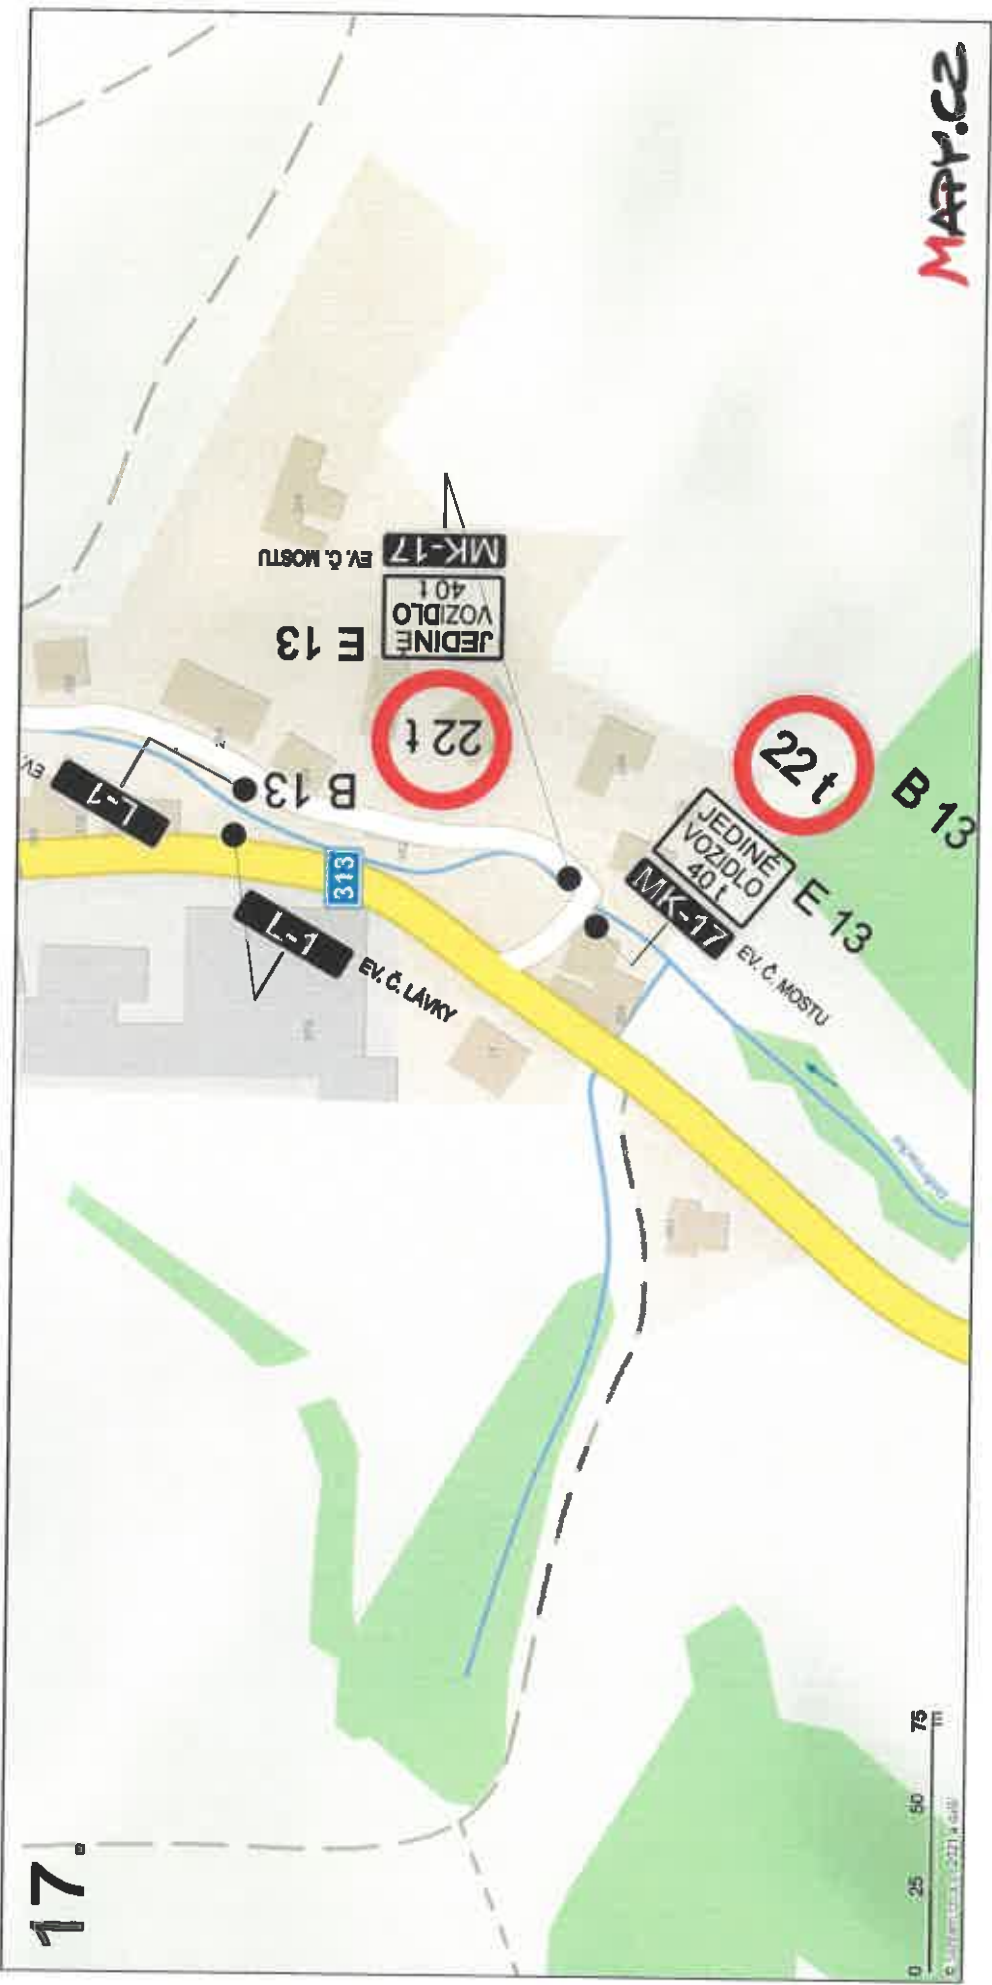 17.
MAPY.CZ
EV.
L-1
B 13
L-1
EV. Č. LÁVKY
313
EV. Č. MOSTU
MK-17
JEDINÉ
VOZIDLO
40 t
E 13
22 t
22 t
B 13
JEDINÉ
VOZIDLO
40 t
E 13
MK-17
EV. Č. MOSTU
0 25 50 75
m